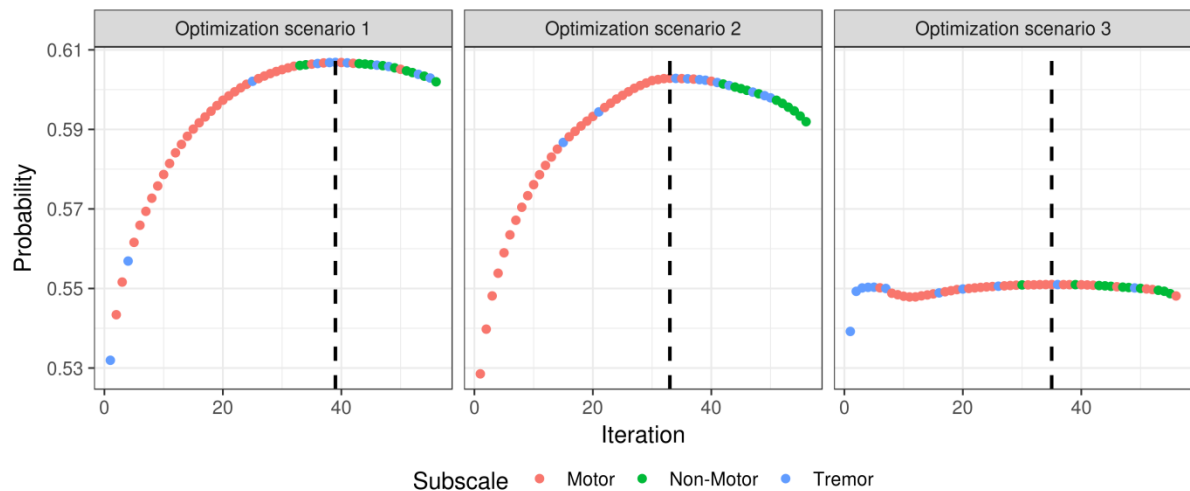 Optimization scenario 1
Optimization scenario 2
Optimization scenario 3
0.61
0.59
0.57
0.55
0.53
Probability
0 20 40
0 20 40
0 20 40
Iteration
Subscale Motor Non-Motor Tremor